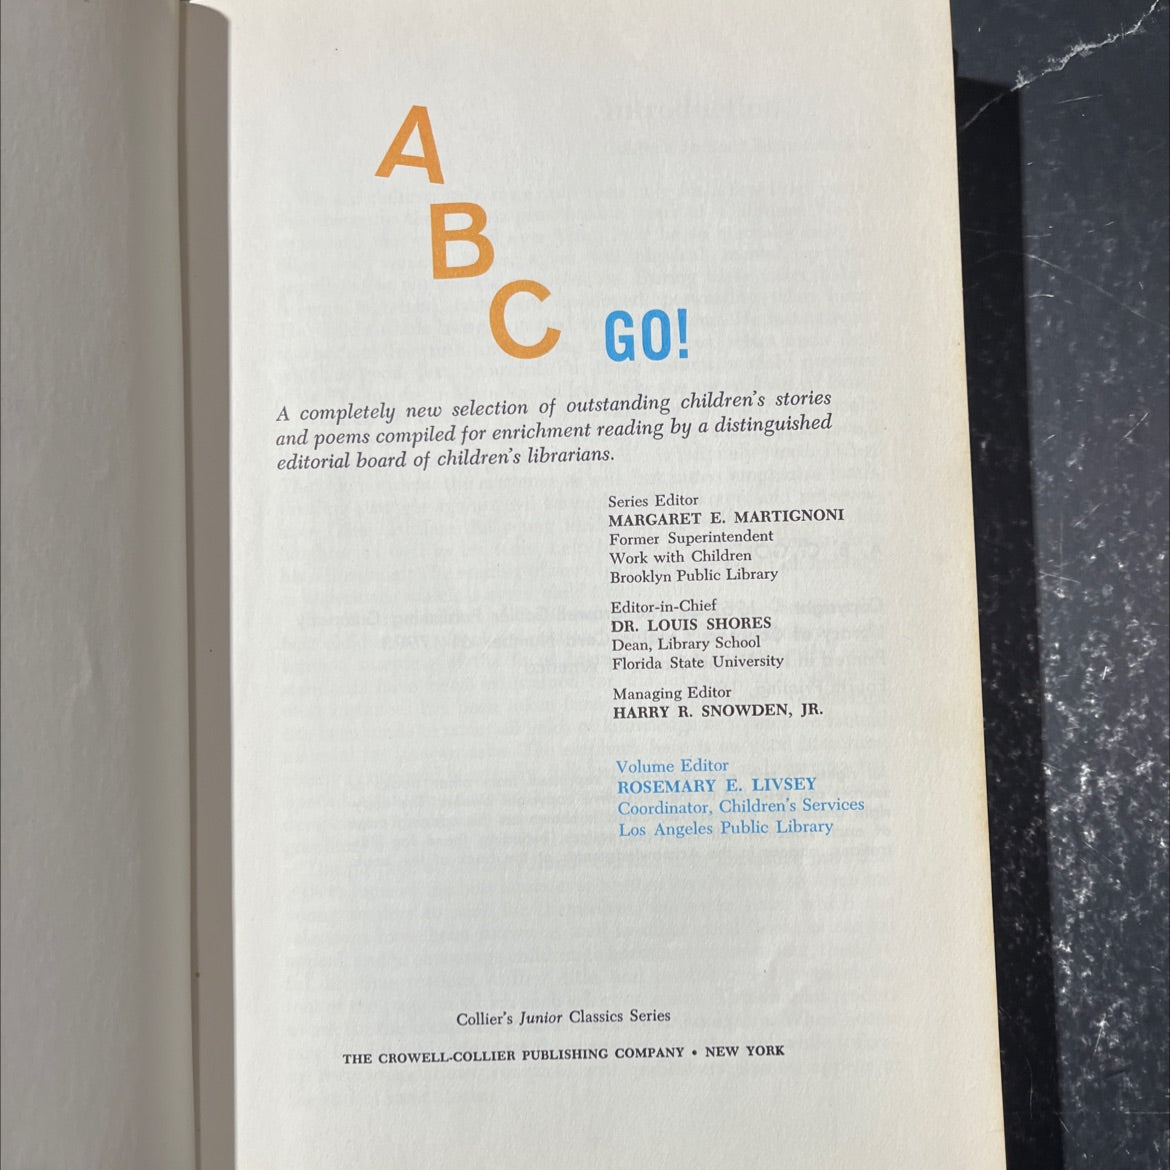 A
B
C GO!
A completely new selection of outstanding children's stories
and poems compiled for enrichment reading by a distinguished
editorial board of children's librarians.
Series Editor
MARGARET E. MARTIGNONI
Former Superintendent
Work with Children
Brooklyn Public Library
Editor-in-Chief
DR. LOUIS SHORES
Dean, Library School
Florida State University
Managing Editor
HARRY R. SNOWDEN, JR.
Volume Editor
ROSEMARY E. LIVSEY
Coordinator, Children's Services
Los Angeles Public Library
Collier's Junior Classics Series
THE CROWELL-COLLIER PUBLISHING COMPANY • NEW YORK